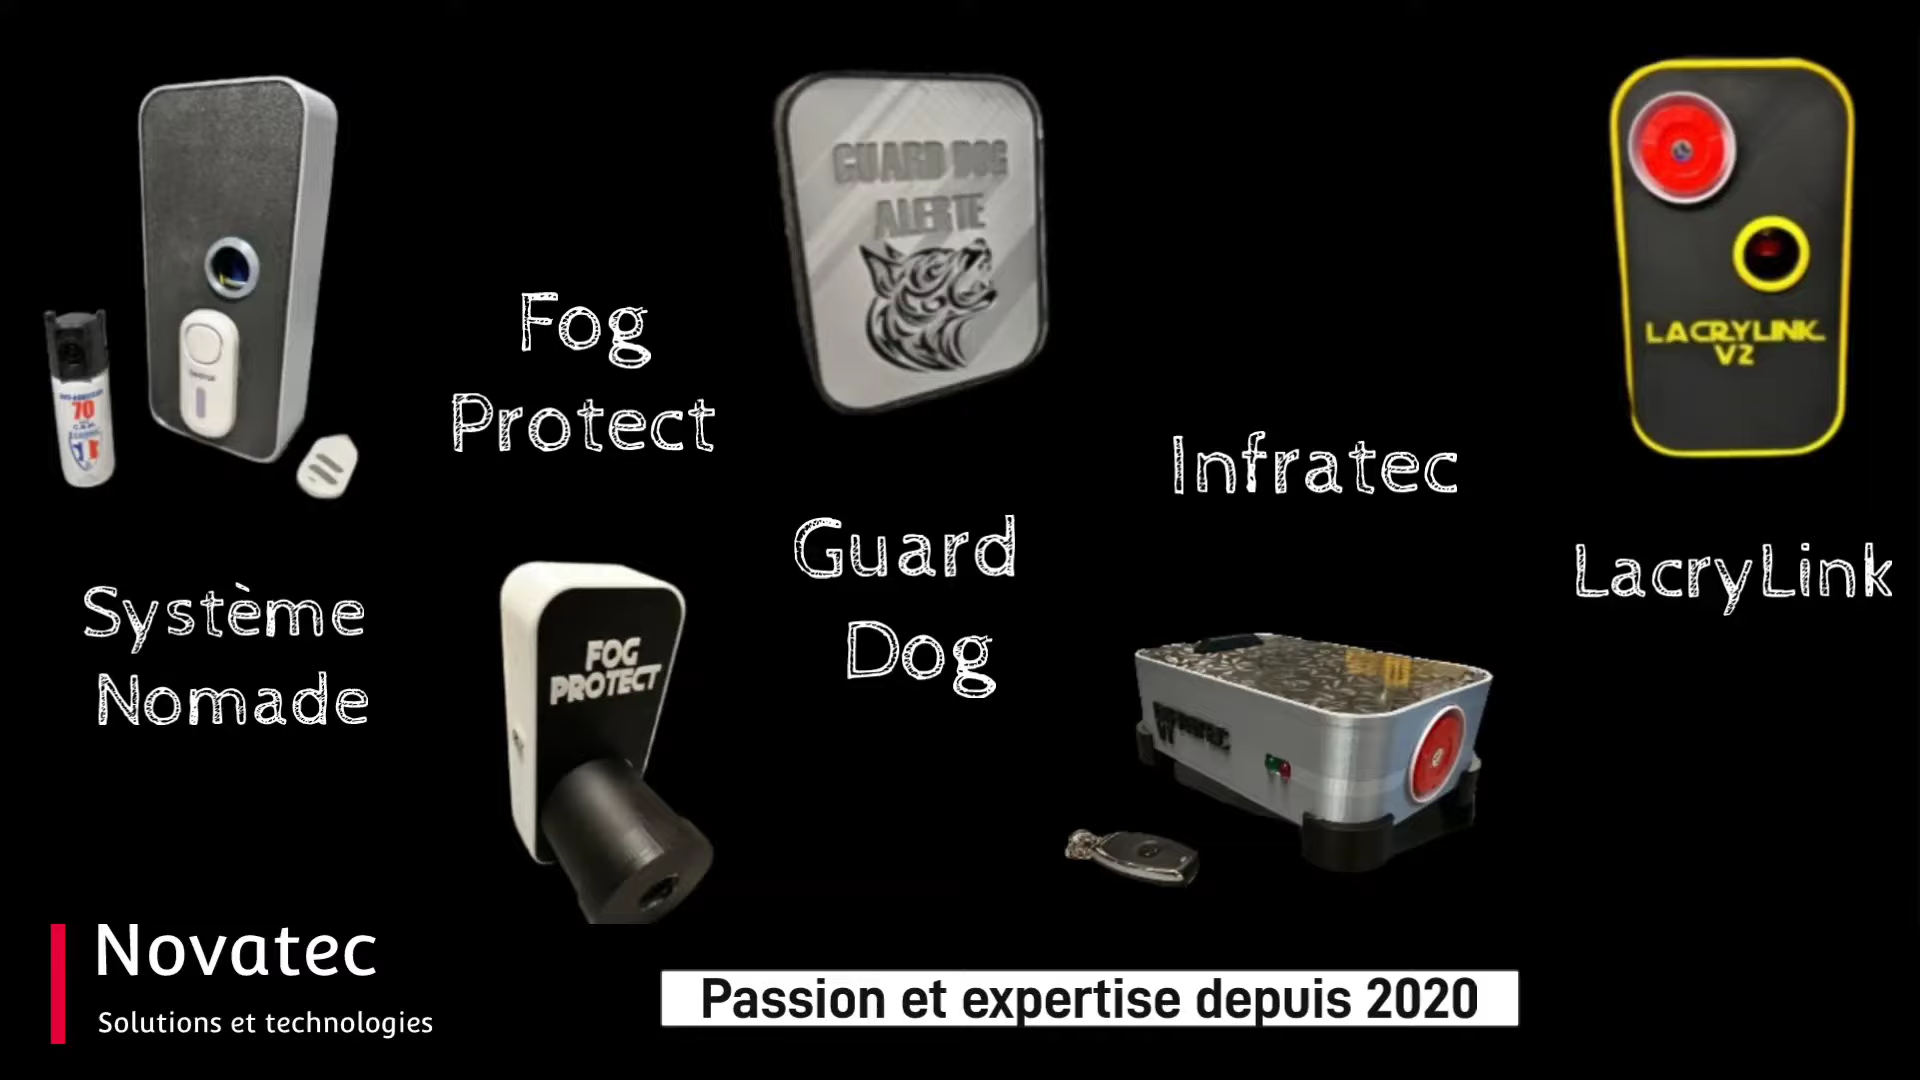 GUARD DOG
ALERTE
LACRYLINK
V2
70
Fog
Protect
Infratec
Guard
Dog
LacryLink
Système
Nomade
FOG
PROTECT
Novatec
Solutions et technologies
Passion et expertise depuis 2020